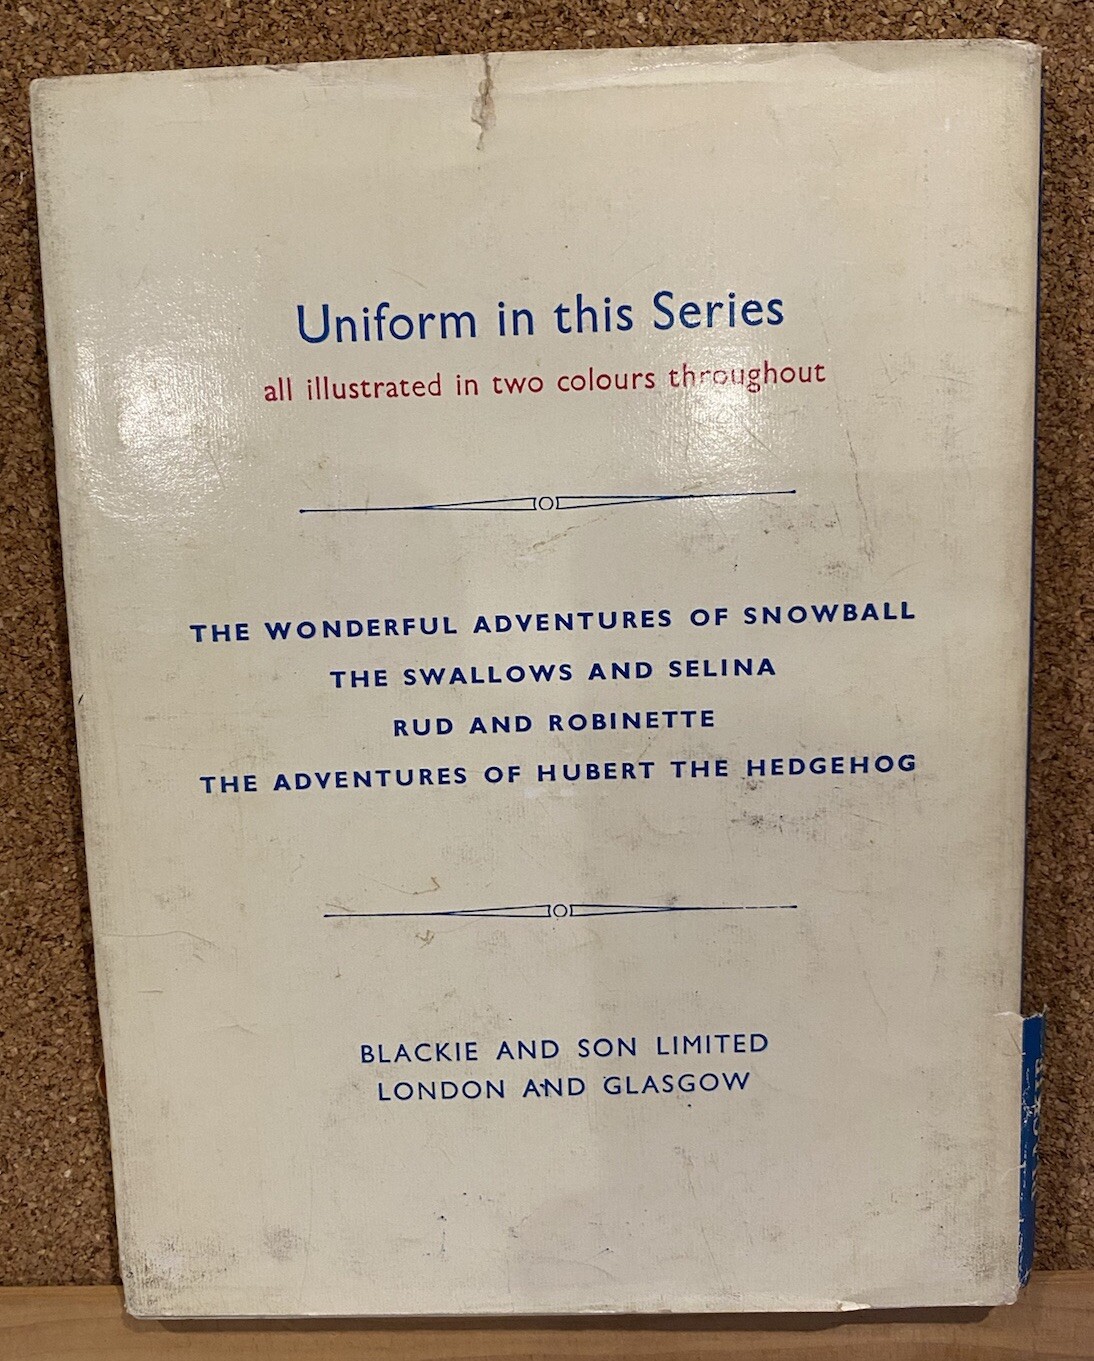 Uniform in this Series
all illustrated in two colours throughout
THE WONDERFUL ADVENTURES OF SNOWBALL
THE SWALLOWS AND SELINA
RUD AND ROBINETTE
THE ADVENTURES OF HUBERT THE HEDGEHOG
BLACKIE AND SON LIMITED
LONDON AND GLASGOW